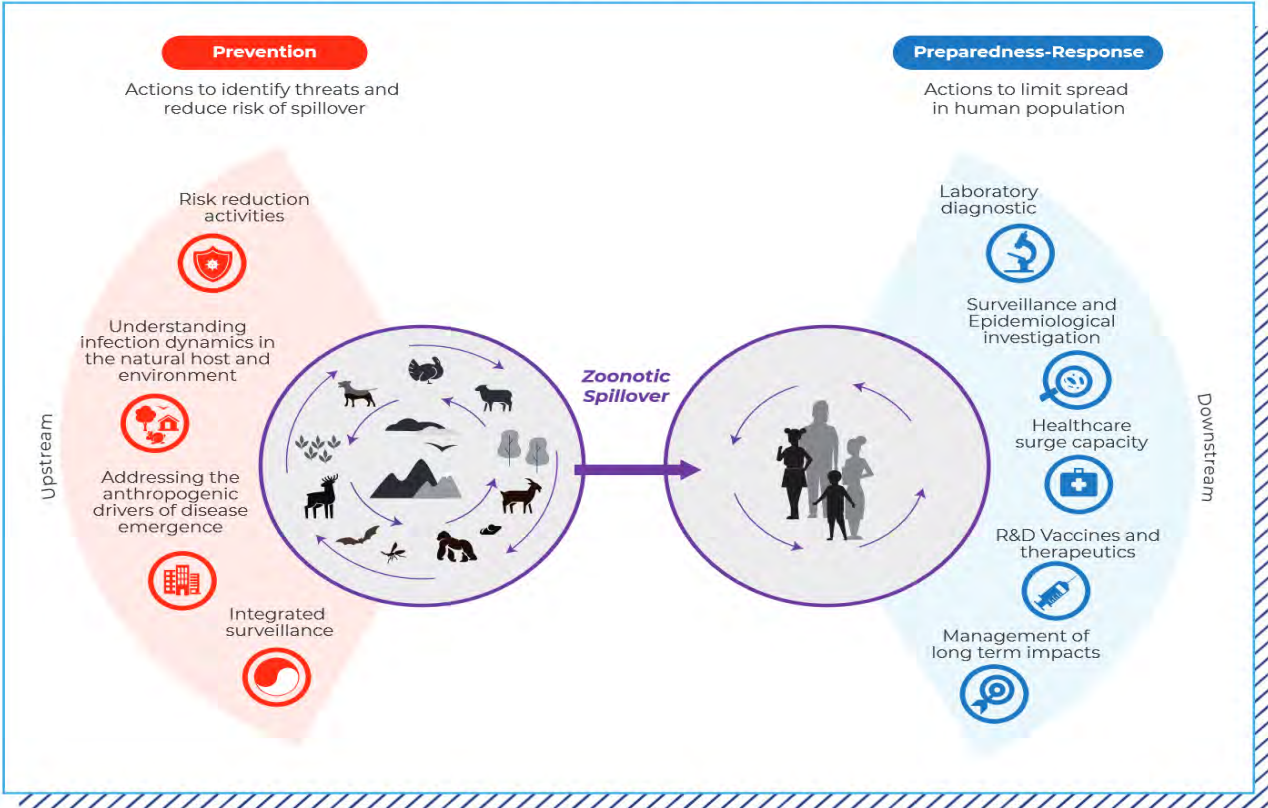 Prevention
Actions to identify threats and
reduce risk of spillover
Preparedness-Response
Actions to limit spread
in human population
Upstream
Risk reduction
activities
Understanding
infection dynamics in
the natural host and
environment
Addressing the
anthropogenic
drivers of disease
emergence
Integrated
surveillance
Zoonotic
Spillover
Laboratory
diagnostic
Surveillance and
Epidemiological
investigation
Healthcare
surge capacity
R&D Vaccines and
therapeutics
Management of
long term impacts
Downstream